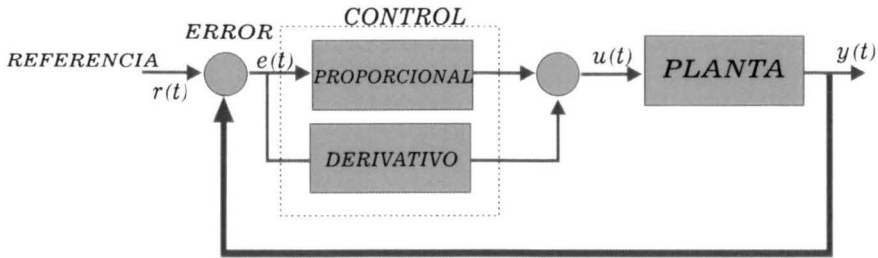 CONTROL
ERROR
REFERENCIA
r(t)
e(t)
PROPORCIONAL
DERIVATIVO
u(t)
PLANTA
y(t)